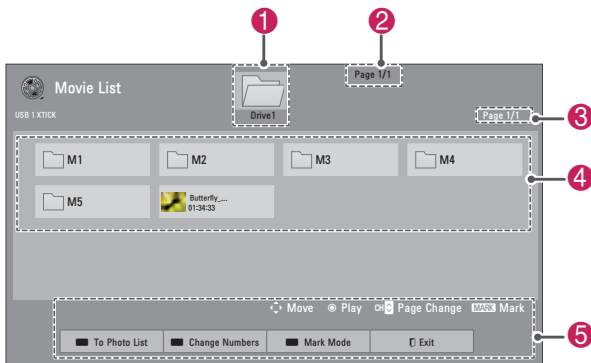 1
2
Page 1/1
Movie List
USB 1 XTICK
Drive1
Page 1/1
3
M1
M2
M3
M4
4
M5
Butterfly_...
01:34:33
Move
Play
CH
Page Change
MARK
Mark
5
To Photo List
Change Numbers
Mark Mode
Exit